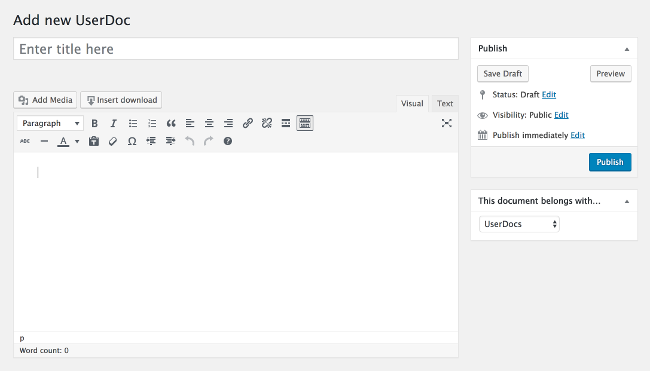 Add new UserDoc
Enter title here
Add Media
Insert download
Visual
Text
Paragraph
B I
ABC
A
Ω
p
Word count: 0
Publish
Save Draft
Preview
Status: Draft Edit
Visibility: Public Edit
Publish immediately Edit
Publish
This document belongs with...
UserDocs